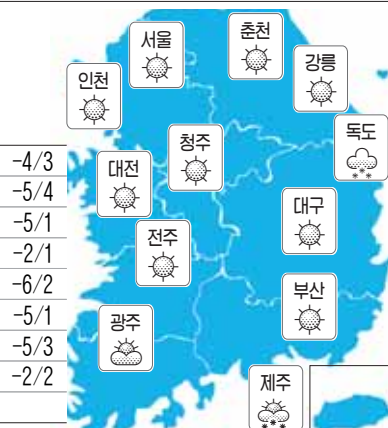 서울
춘천
강릉
인천
독도
청주
대전
대구
전주
부산
광주
제주
-4/3
-5/4
-5/1
-2/1
-6/2
-5/1
-5/3
-2/2